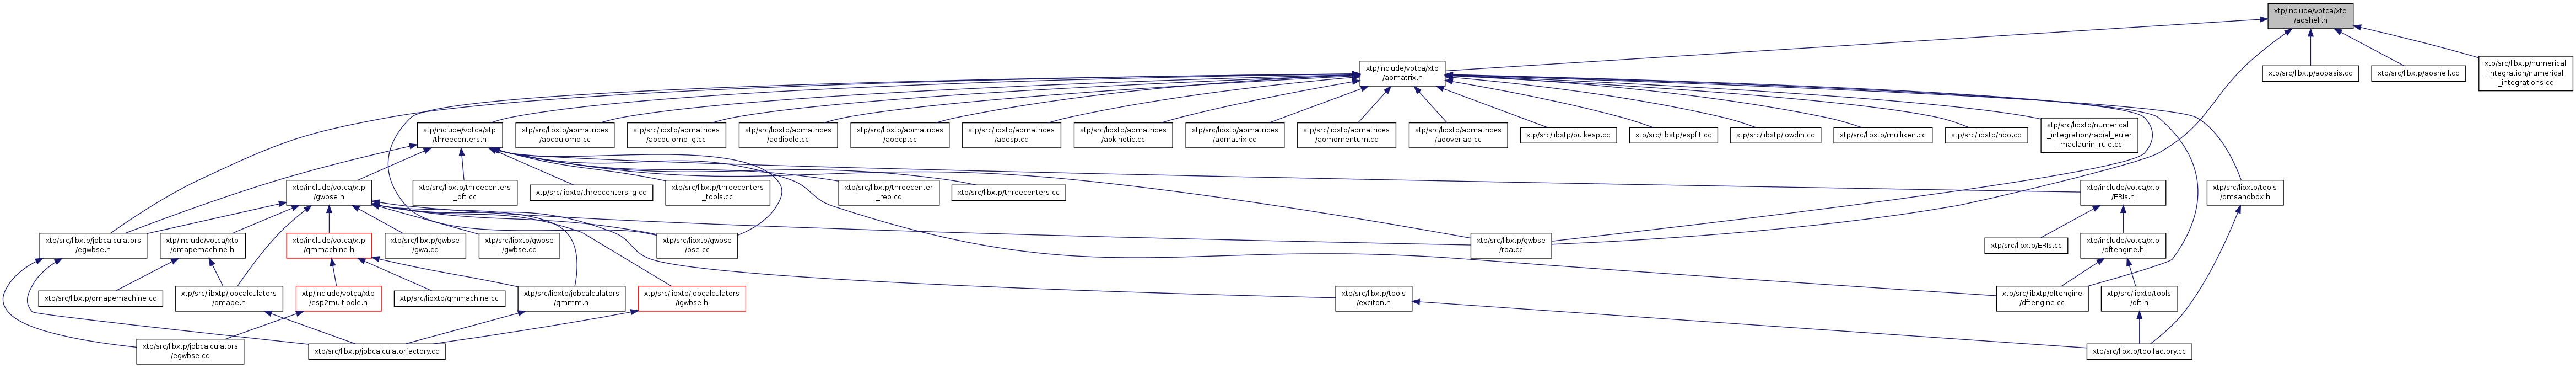 xtp/include/votca/xtp
/aoshell.h
xtp/include/votca/xtp
/aomatrix.h
xtp/src/libxtp/aobasis.cc
xtp/src/libxtp/aoshell.cc
xtp/src/libxtp/numerical
_integration/numerical
_integrations.cc
xtp/include/votca/xtp
/threecenters.h
xtp/src/libxtp/aomatrices
/aocoulomb.cc
xtp/src/libxtp/aomatrices
/aocoulomb_g.cc
xtp/src/libxtp/aomatrices
/aodipole.cc
xtp/src/libxtp/aomatrices
/aoecp.cc
xtp/src/libxtp/aomatrices
/aoesp.cc
xtp/src/libxtp/aomatrices
/aokinetic.cc
xtp/src/libxtp/aomatrices
/aomatrix.cc
xtp/src/libxtp/aomatrices
/aomomentum.cc
xtp/src/libxtp/aomatrices
/aooverlap.cc
xtp/src/libxtp/bulkesp.cc
xtp/src/libxtp/espfit.cc
xtp/src/libxtp/lowdin.cc
xtp/src/libxtp/mulliken.cc
xtp/src/libxtp/nbo.cc
xtp/src/libxtp/numerical
_integration/radial_euler
_maclaurin_rule.cc
xtp/include/votca/xtp
/gwbse.h
xtp/src/libxtp/threecenters
_dft.cc
xtp/src/libxtp/threecenters_g.cc
xtp/src/libxtp/threecenters
_tools.cc
xtp/src/libxtp/threecenter
_rep.cc
xtp/src/libxtp/threecenters.cc
xtp/include/votca/xtp
/ERIs.h
xtp/src/libxtp/tools
/qmsandbox.h
xtp/src/libxtp/jobcalculators
/egwbse.h
xtp/include/votca/xtp
/qmapemachine.h
xtp/include/votca/xtp
/qmmachine.h
xtp/src/libxtp/gwbse
/gwa.cc
xtp/src/libxtp/gwbse
/gwbse.cc
xtp/src/libxtp/gwbse
/bse.cc
xtp/src/libxtp/gwbse
/rpa.cc
xtp/src/libxtp/ERIs.cc
xtp/include/votca/xtp
/dftengine.h
xtp/src/libxtp/qmapemachine.cc
xtp/src/libxtp/jobcalculators
/qmape.h
xtp/include/votca/xtp
/esp2multipole.h
xtp/src/libxtp/qmmachine.cc
xtp/src/libxtp/jobcalculators
/qmmm.h
xtp/src/libxtp/jobcalculators
/igwbse.h
xtp/src/libxtp/tools
/exciton.h
xtp/src/libxtp/dftengine
/dftengine.cc
xtp/src/libxtp/tools
/dft.h
xtp/src/libxtp/jobcalculators
/egwbse.cc
xtp/src/libxtp/jobcalculatorfactory.cc
xtp/src/libxtp/toolfactory.cc